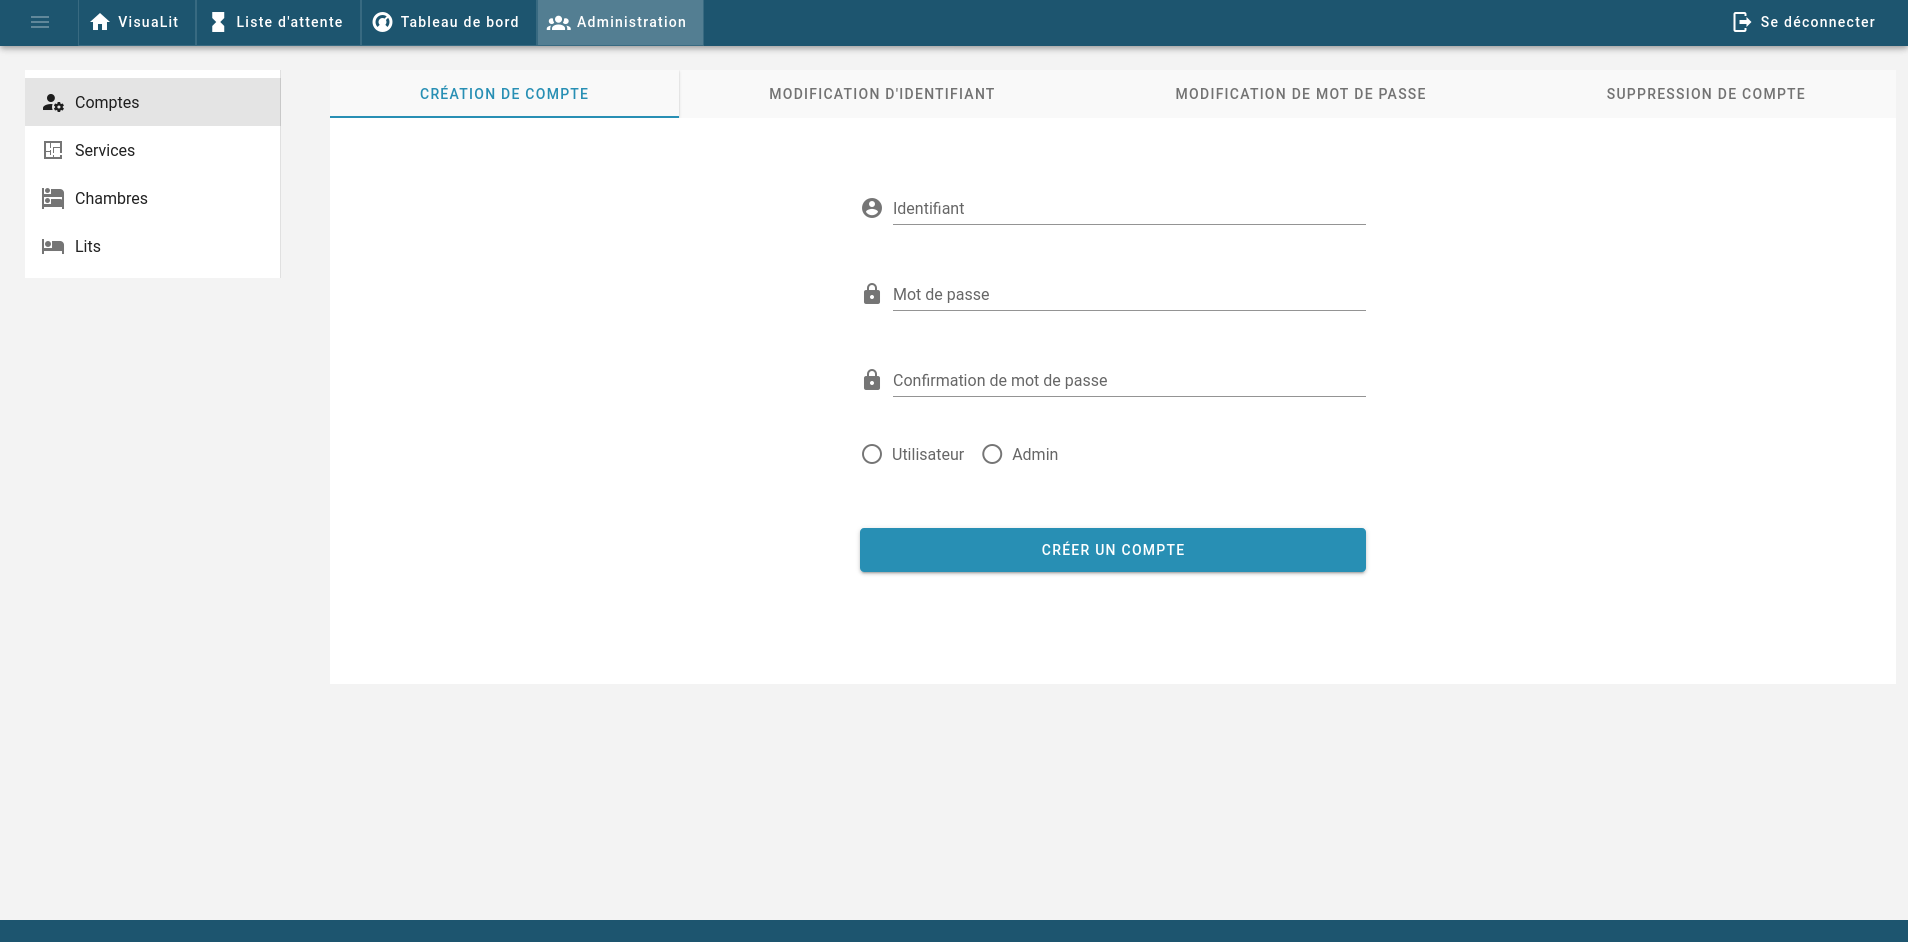 VisuaLit
Liste d'attente
Tableau de bord
Administration
Se déconnecter
Comptes
Services
Chambres
Lits
CRÉATION DE COMPTE
MODIFICATION D'IDENTIFIANT
MODIFICATION DE MOT DE PASSE
SUPPRESSION DE COMPTE
Identifiant
Mot de passe
Confirmation de mot de passe
Utilisateur
Admin
CRÉER UN COMPTE